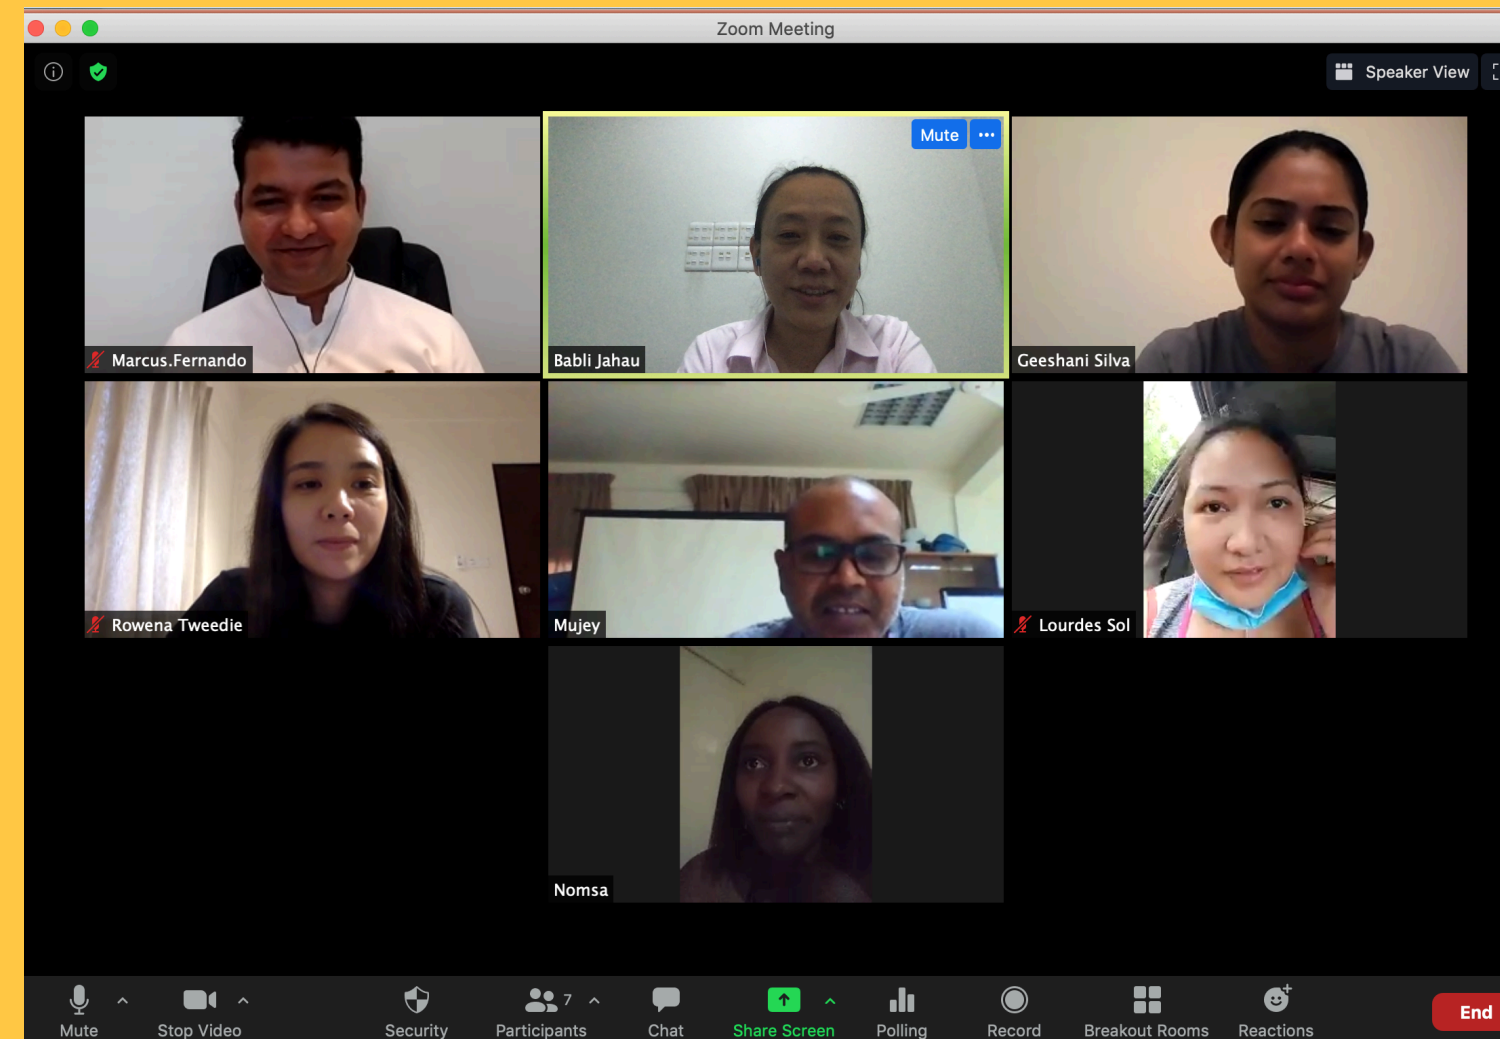 Zoom Meeting
Speaker View
Mute
Marcus.Fernando
Babli Jahau
Geeshani Silva
Rowena Tweedie
Mujey
Lourdes Sol
Nomsa
7
Mute
Stop Video
Security
Participants
Chat
Share Screen
Polling
Record
Breakout Rooms
Reactions
End